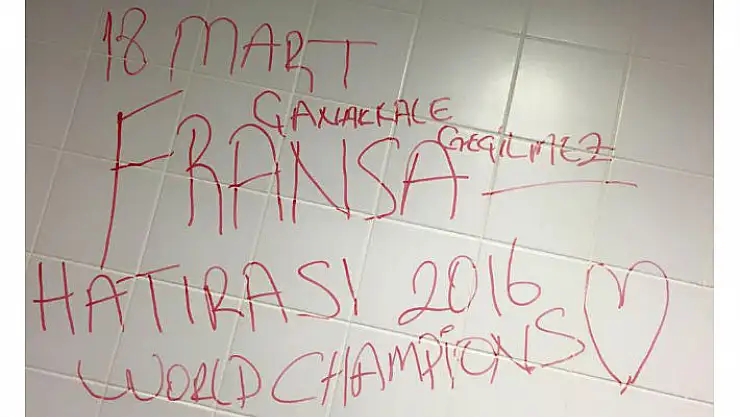 18 MART
ÇANAKKALE GEÇİLMEZ
FRANSA
HATIRASI 2016
WORLD CHAMPIONS